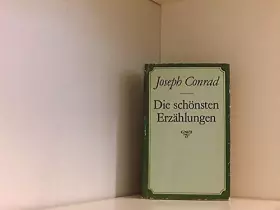 Joseph Conrad
Die schönsten
Erzählungen